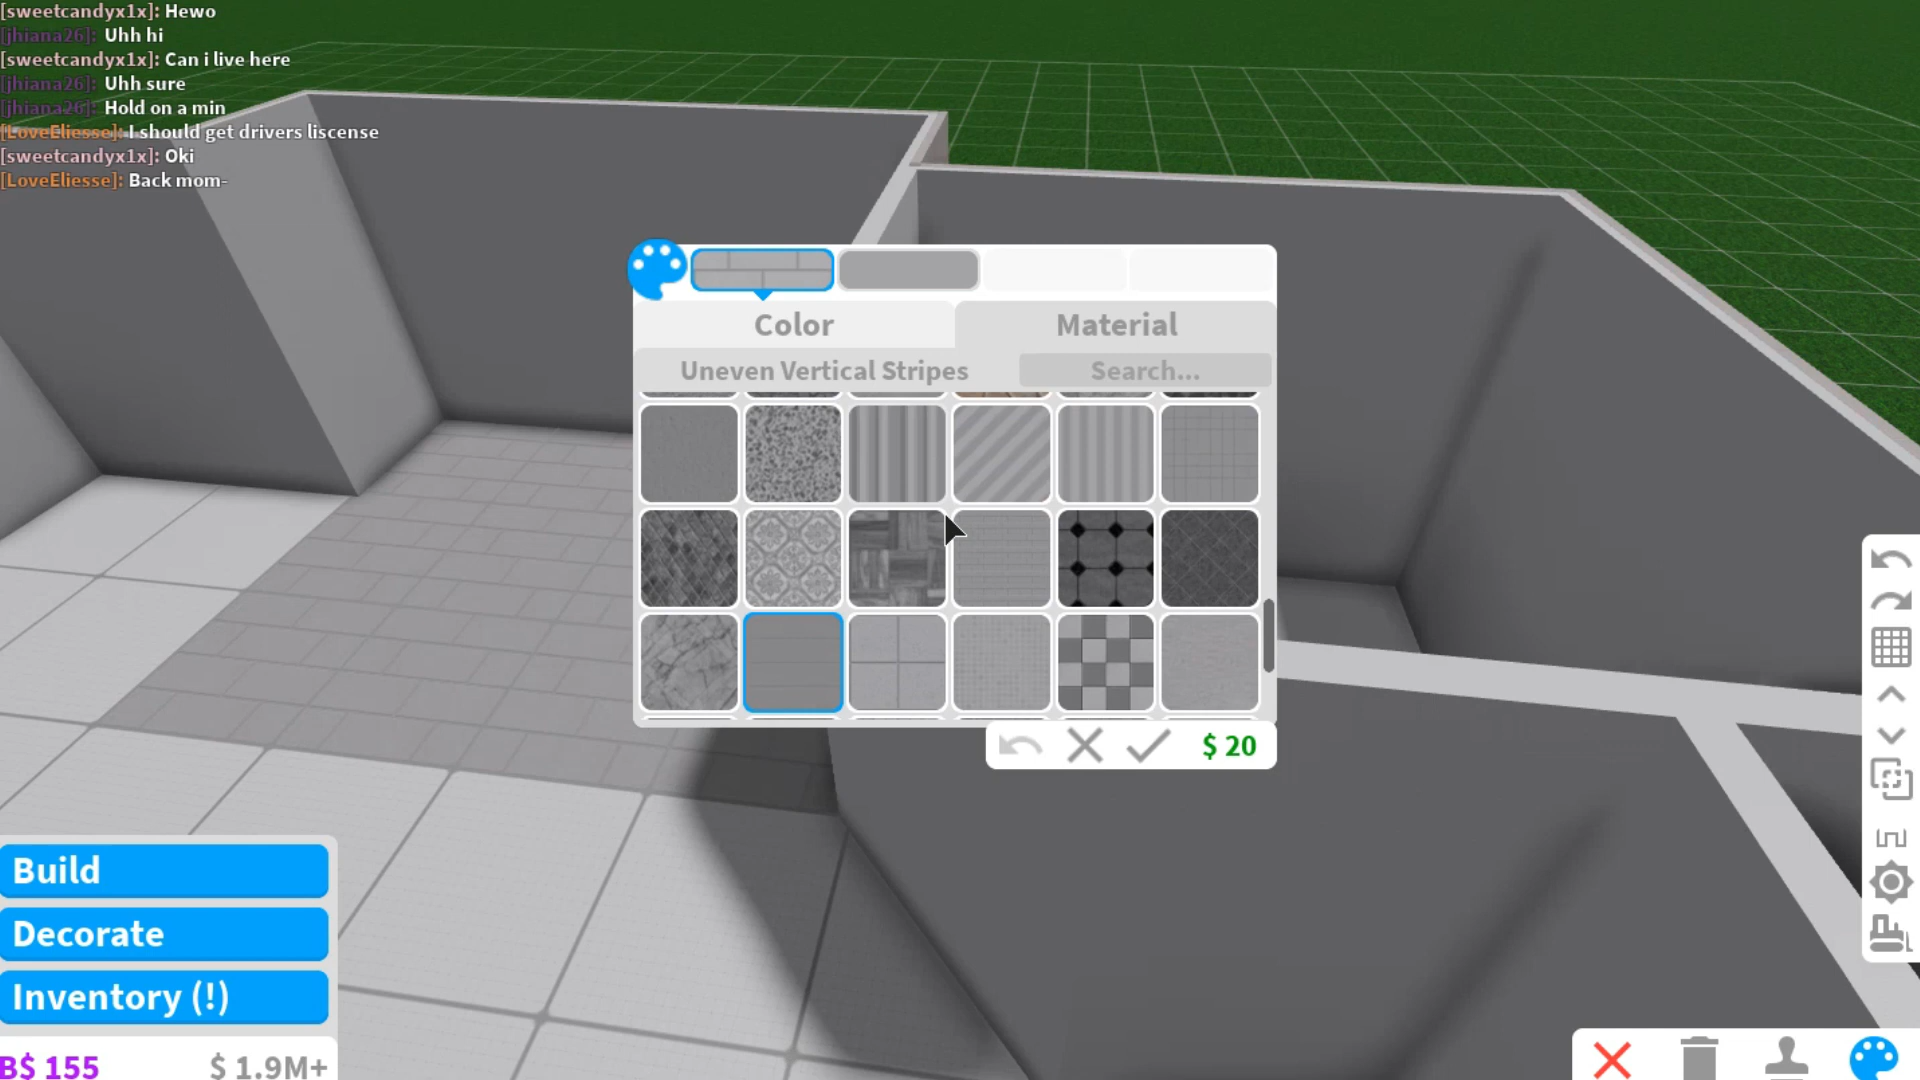 [sweetcandyx1x]: Hewo
[jhiana26]: Uhh hi
[sweetcandyx1x]: Can i live here
[jhiana26]: Uhh sure
[jhiana26]: Hold on a min
[LoveEliesse]: I should get drivers liscense
[sweetcandyx1x]: Oki
[LoveEliesse]: Back mom-
Color
Material
Uneven Vertical Stripes
Search...
$ 20
Build
Decorate
Inventory (!)
B$ 155
$ 1.9M+